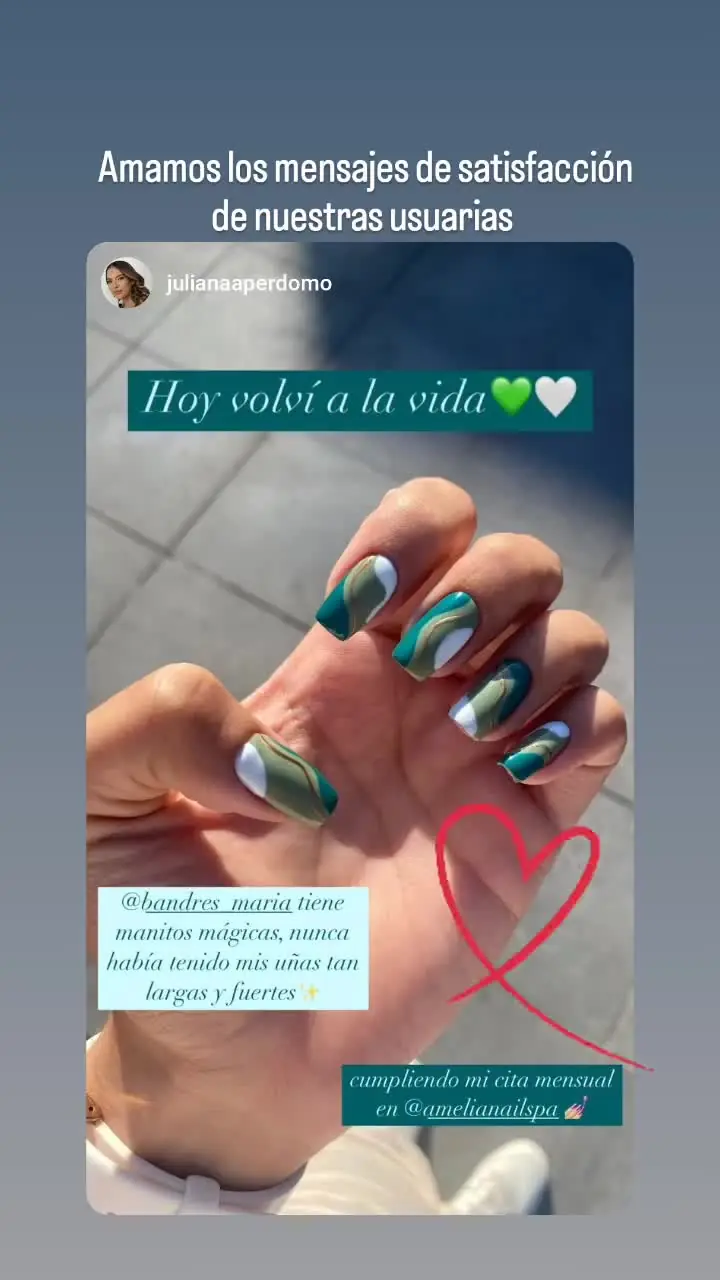 Amamos los mensajes de satisfacción
de nuestras usuarias
julianaaperdomo
Hoy volví a la vida💚🤍
@bandres_maria tiene
manitos mágicas, nunca
había tenido mis uñas tan
largas y fuertes✨
cumpliendo mi cita mensual
en @amelianailspa 💅